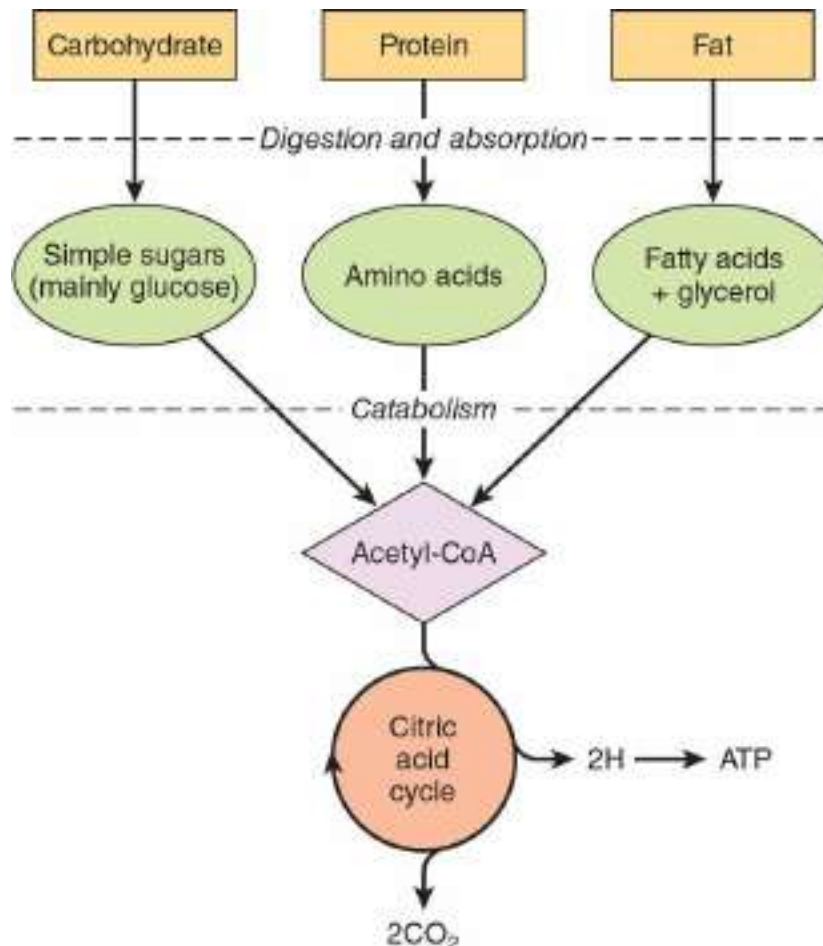 Carbohydrate
Protein
Fat
Digestion and absorption
Simple sugars
(mainly glucose)
Amino acids
Fatty acids
+ glycerol
Catabolism
Acetyl-CoA
Citric
acid
cycle
2H
ATP
2CO₂